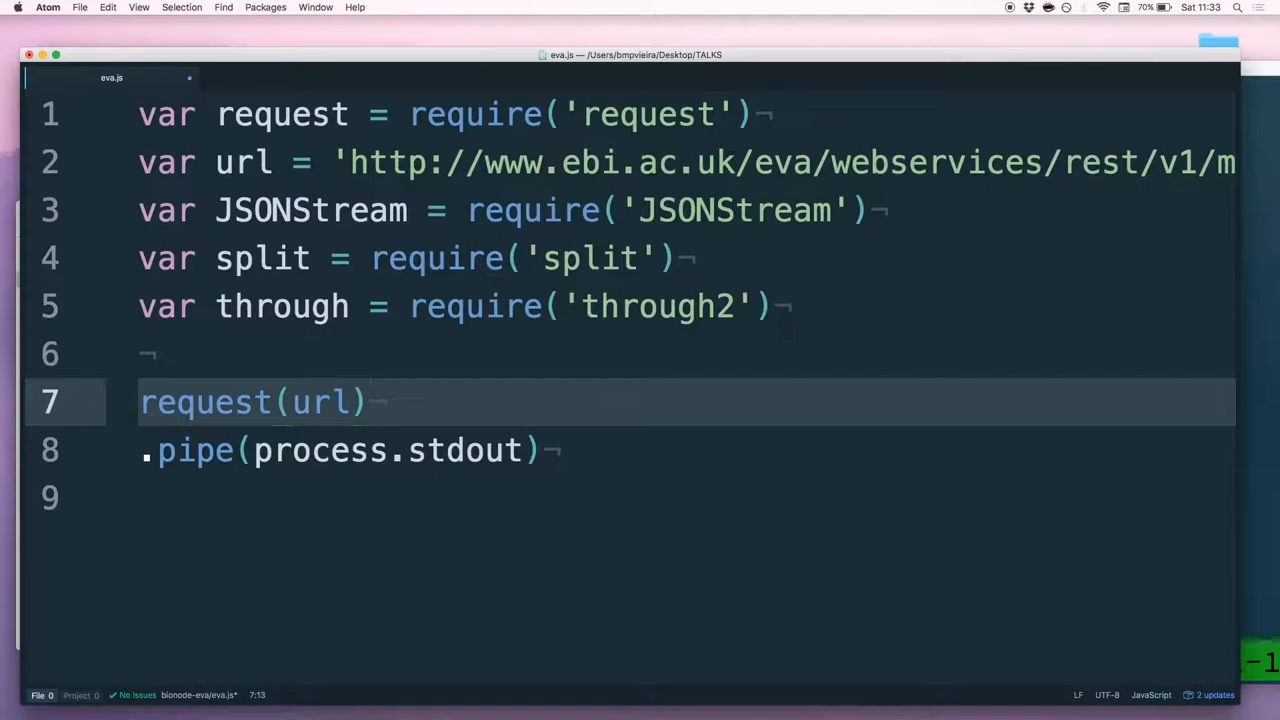 Atom File Edit View Selection Find Packages Window Help 70% Sat 11:33
eva.js — /Users/bmpvieira/Desktop/TALKS
eva.js
1 var request = require('request')¬
2 var url = 'http://www.ebi.ac.uk/eva/webservices/rest/v1/m
3 var JSONStream = require('JSONStream')¬
4 var split = require('split')¬
5 var through = require('through2')¬
6 ¬
7 request(url)¬
8 .pipe(process.stdout)¬
9
File 0 Project 0 ✓ No Issues bionode-eva/eva.js* 7:13 LF UTF-8 JavaScript 2 updates